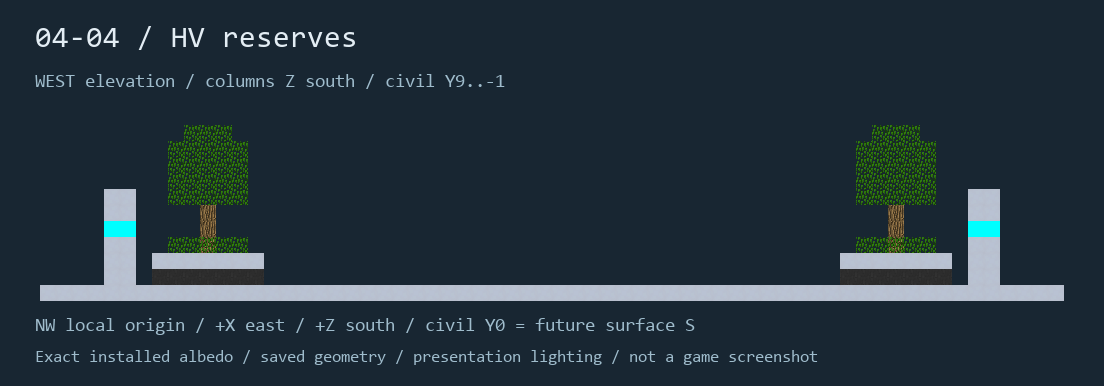 04-04 / HV reserves
WEST elevation / columns Z south / civil Y9..-1
NW local origin / +X east / +Z south / civil Y0 = future surface S
Exact installed albedo / saved geometry / presentation lighting / not a game screenshot